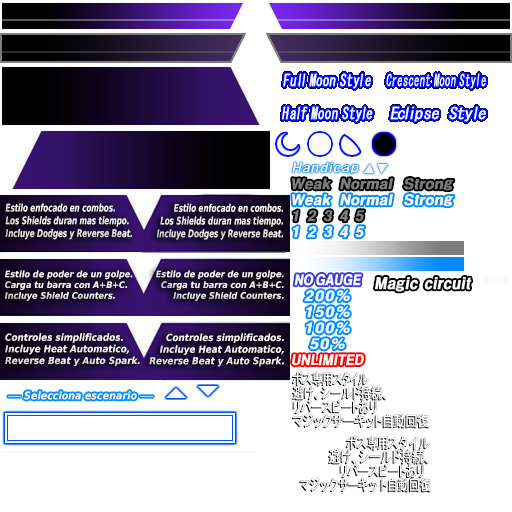 Full Moon Style
Crescent Moon Style
Half Moon Style
Eclipse Style
Handicap △▽
Weak Normal Strong
Weak Normal Strong
1 2 3 4 5
1 2 3 4 5
Estilo enfocado en combos.
Los Shields duran mas tiempo.
Incluye Dodges y Reverse Beat.
Estilo enfocado en combos.
Los Shields duran mas tiempo.
Incluye Dodges y Reverse Beat.
Estilo de poder de un golpe.
Carga tu barra con A+B+C.
Incluye Shield Counters.
Estilo de poder de un golpe.
Carga tu barra con A+B+C.
Incluye Shield Counters.
Controles simplificados.
Incluye Heat Automatico,
Reverse Beat y Auto Spark.
Controles simplificados.
Incluye Heat Automatico,
Reverse Beat y Auto Spark.
NO GAUGE
Magic circuit
200%
150%
100%
50%
UNLIMITED
— Selecciona escenario —
ボス専用スタイル
避け、シールド持続、
リバースビートあり
マジックサーキット自動回復
ボス専用スタイル
避け、シールド持続、
リバースビートあり
マジックサーキット自動回復